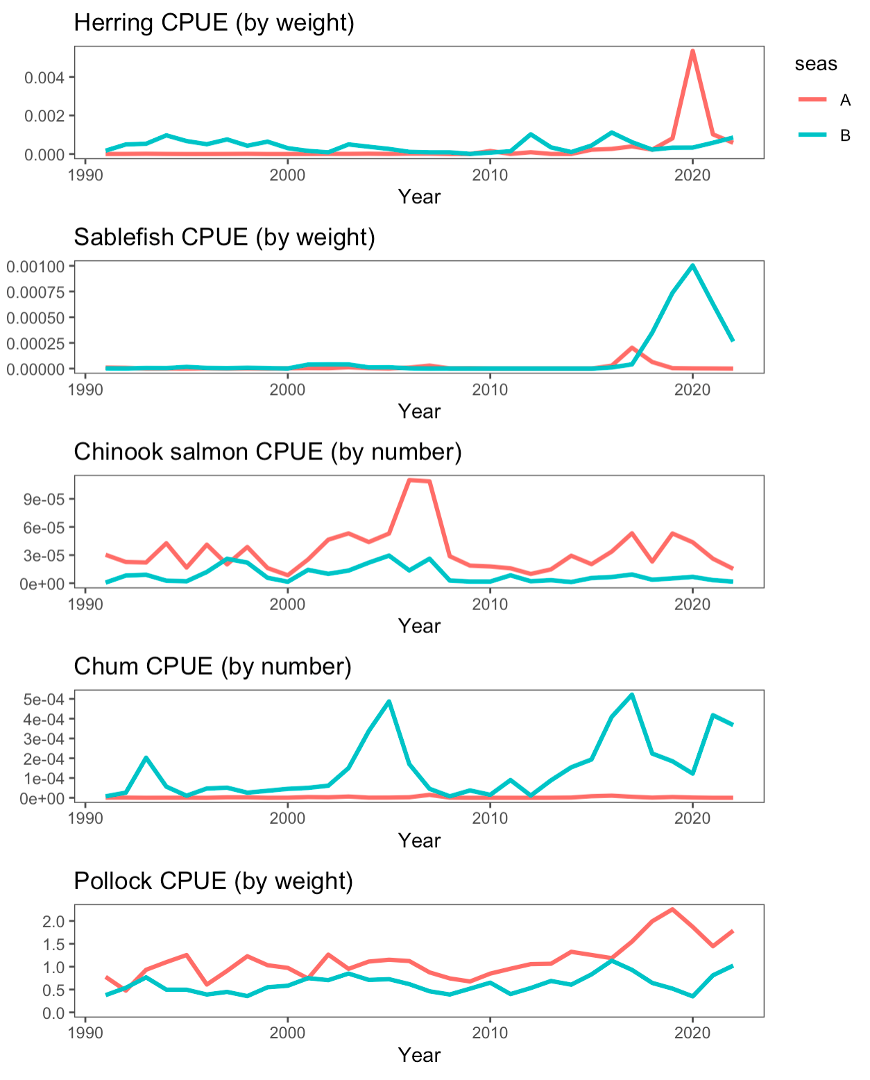 Herring CPUE (by weight)
seas
A
B
0.004
0.002
0.000
1990 2000 2010 2020
Year
Sablefish CPUE (by weight)
0.00100
0.00075
0.00050
0.00025
0.00000
1990 2000 2010 2020
Year
Chinook salmon CPUE (by number)
9e-05
6e-05
3e-05
0e+00
1990 2000 2010 2020
Year
Chum CPUE (by number)
5e-04
4e-04
3e-04
2e-04
1e-04
0e+00
1990 2000 2010 2020
Year
Pollock CPUE (by weight)
2.0
1.5
1.0
0.5
0.0
1990 2000 2010 2020
Year